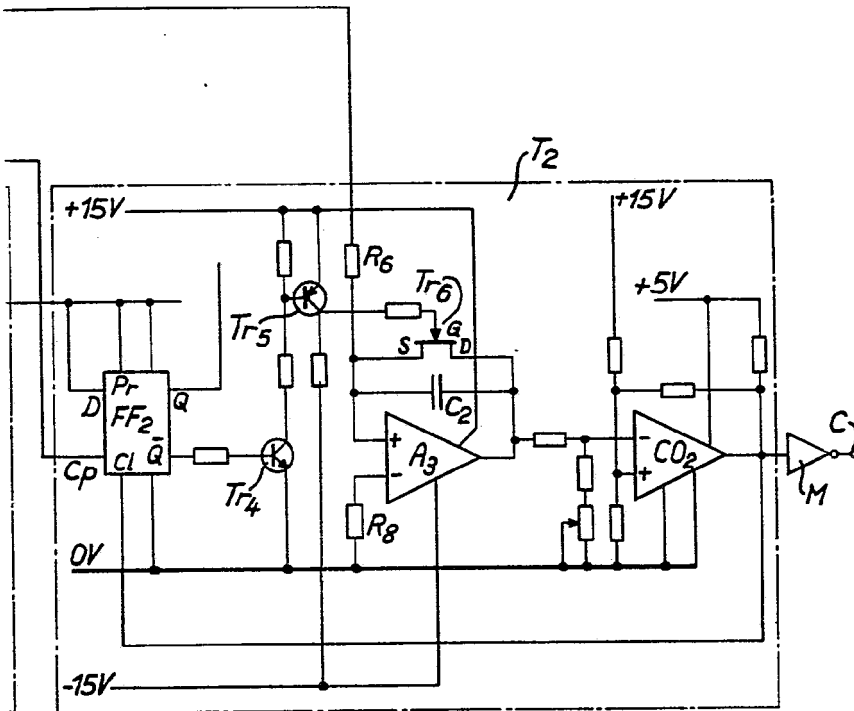 T2
+15V
+15V
R6
Tr6
+5V
Tr5
G
S
D
Pr
D
FF2
Q
C2
Cp
Cl
Q̄
+
A3
-
-
CO2
+
C
M
Tr4
R8
0V
-15V